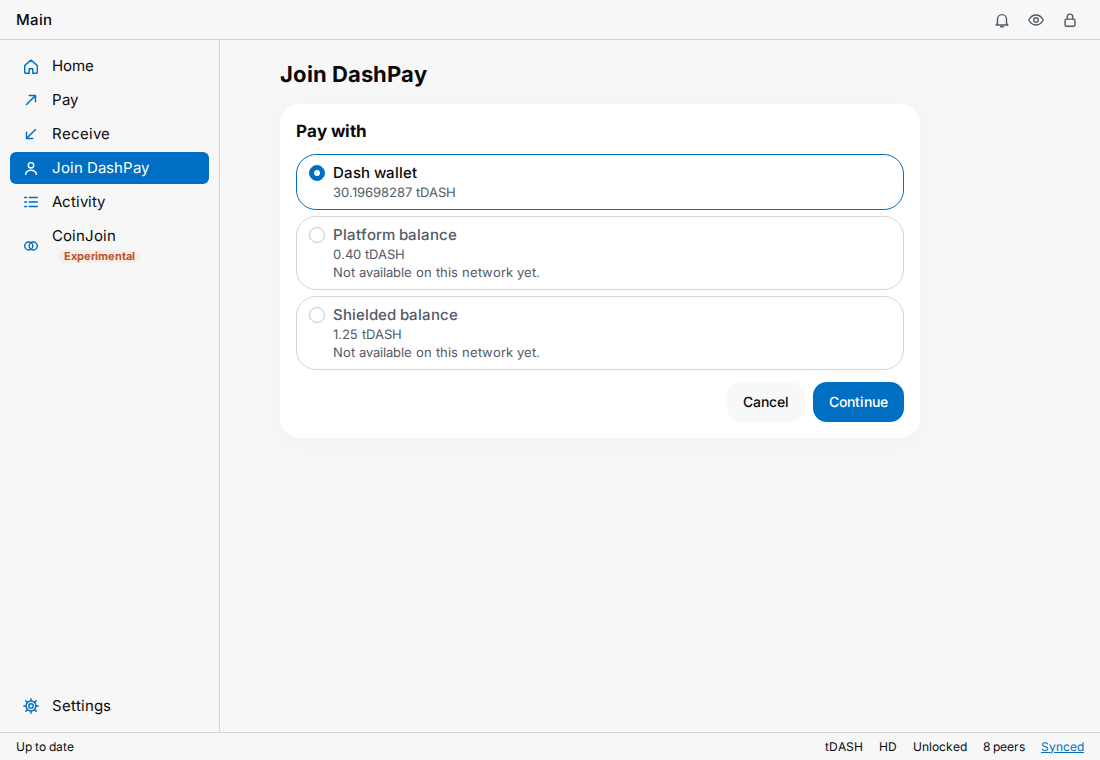 Main
Home
Pay
Receive
Join DashPay
Activity
CoinJoin
Experimental
Settings
Join DashPay
Pay with
Dash wallet
30.19698287 tDASH
Platform balance
0.40 tDASH
Not available on this network yet.
Shielded balance
1.25 tDASH
Not available on this network yet.
Cancel Continue
Up to date tDASH HD Unlocked 8 peers Synced